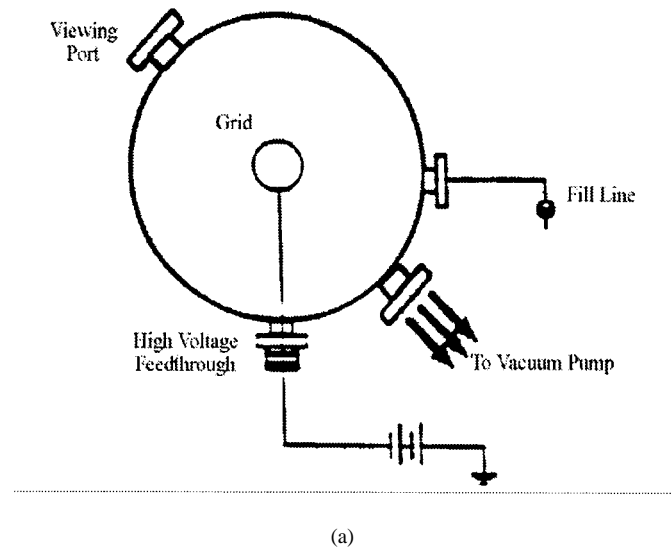 Viewing
Port
Grid
Fill Line
High Voltage
Feedthrough
To Vacuum Pump
(a)